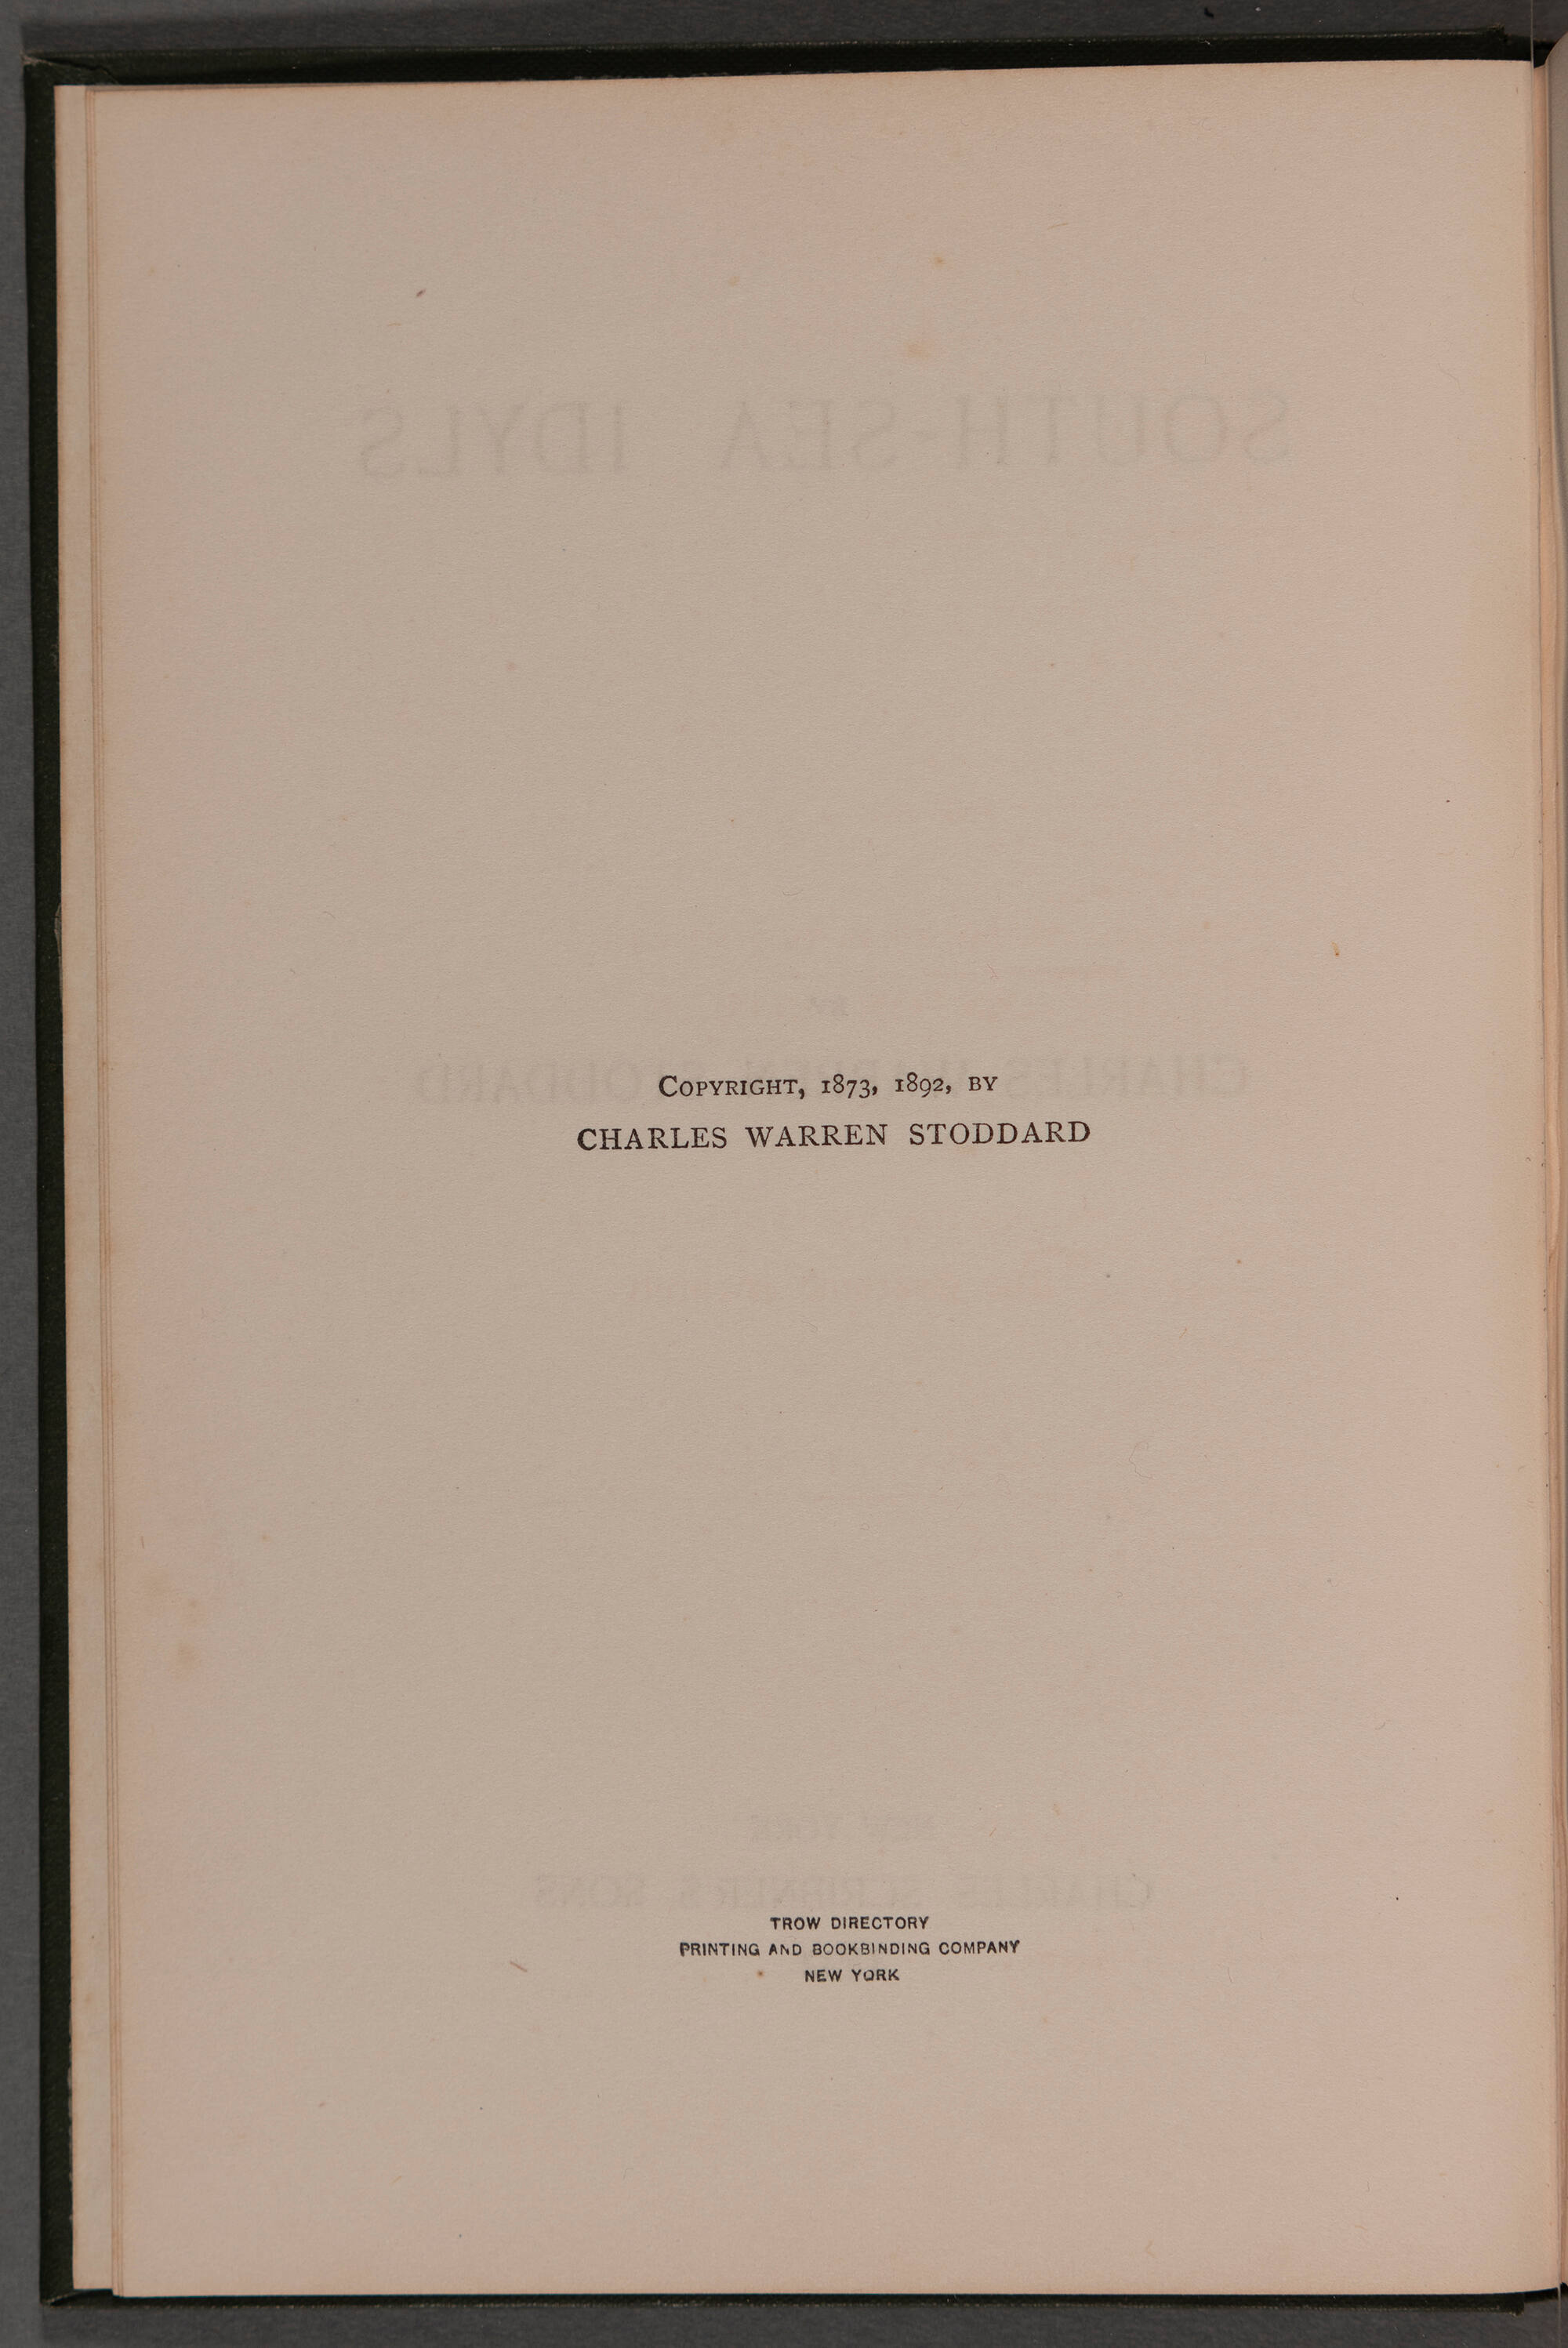 COPYRIGHT, 1873, 1892, BY
CHARLES WARREN STODDARD
TROW DIRECTORY
PRINTING AND BOOKBINDING COMPANY
NEW YORK